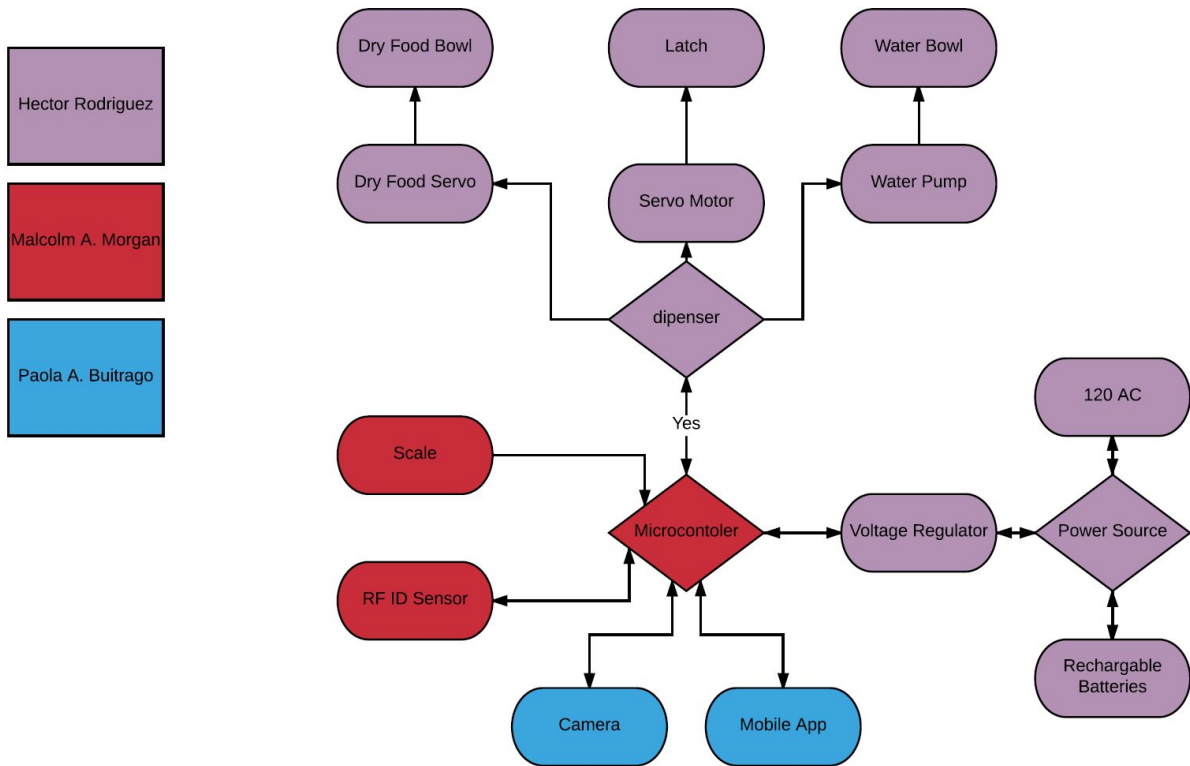 Hector Rodriguez
Malcolm A. Morgan
Paola A. Buitrago
Dry Food Bowl
Latch
Water Bowl
Dry Food Servo
Servo Motor
Water Pump
dipenser
Yes
120 AC
Scale
Microcontoler
Voltage Regulator
Power Source
RF ID Sensor
Rechargable
Batteries
Camera
Mobile App